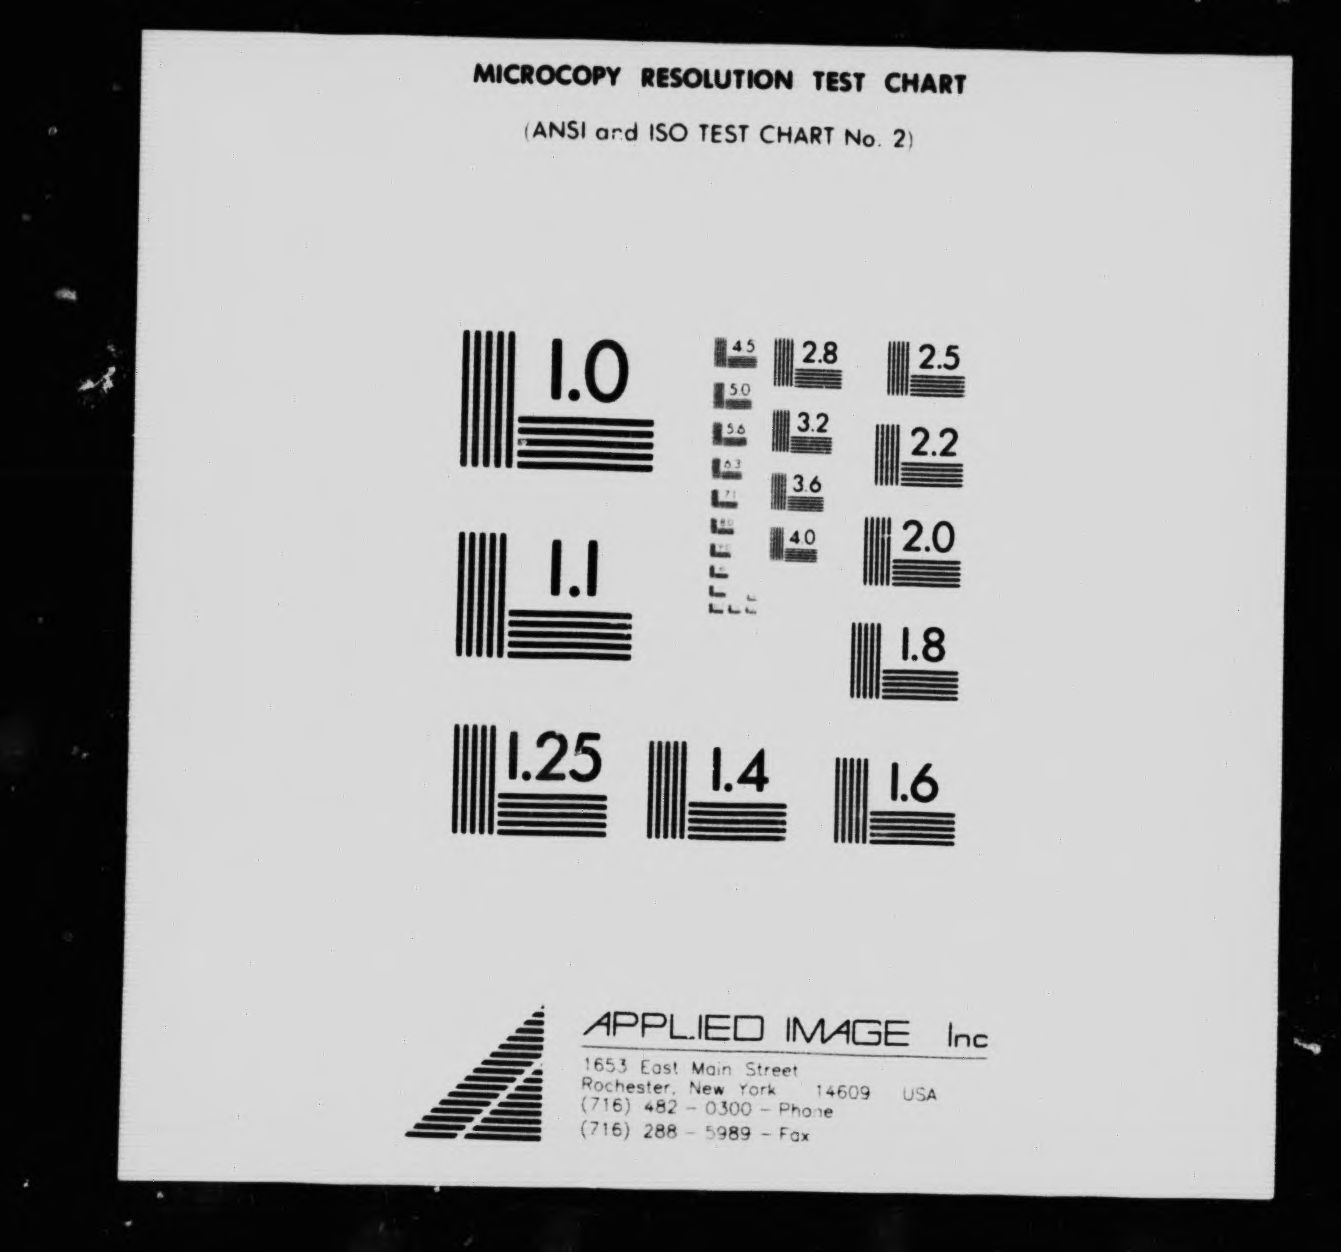 MICROCOPY RESOLUTION TEST CHART
(ANSI and ISO TEST CHART No. 2)
1.0
1.1
1.25
1.4
1.6
1.8
2.0
2.2
2.5
2.8
3.2
3.6
4.0
4.5
5.0
5.6
6.3
7.1
8.0
APPLIED IMAGE Inc
1653 East Main Street
Rochester, New York 14609 USA
(716) 482 - 0300 - Phone
(716) 288 - 5989 - Fax